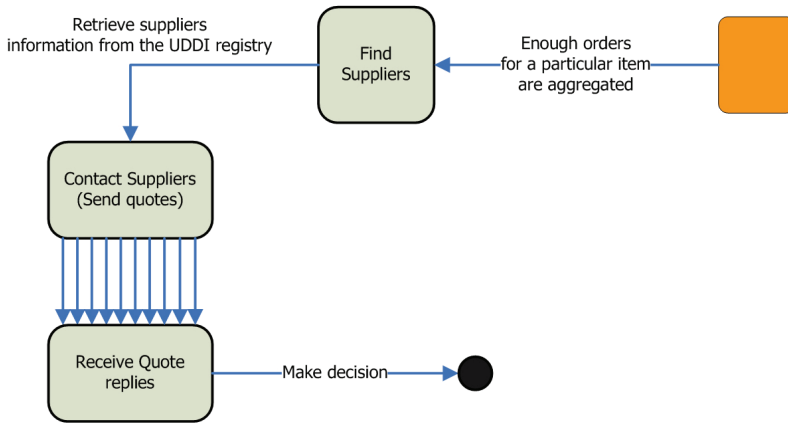 Retrieve suppliers
information from the UDDI registry
Find
Suppliers
Enough orders
for a particular item
are aggregated
Contact Suppliers
(Send quotes)
Receive Quote
replies
Make decision